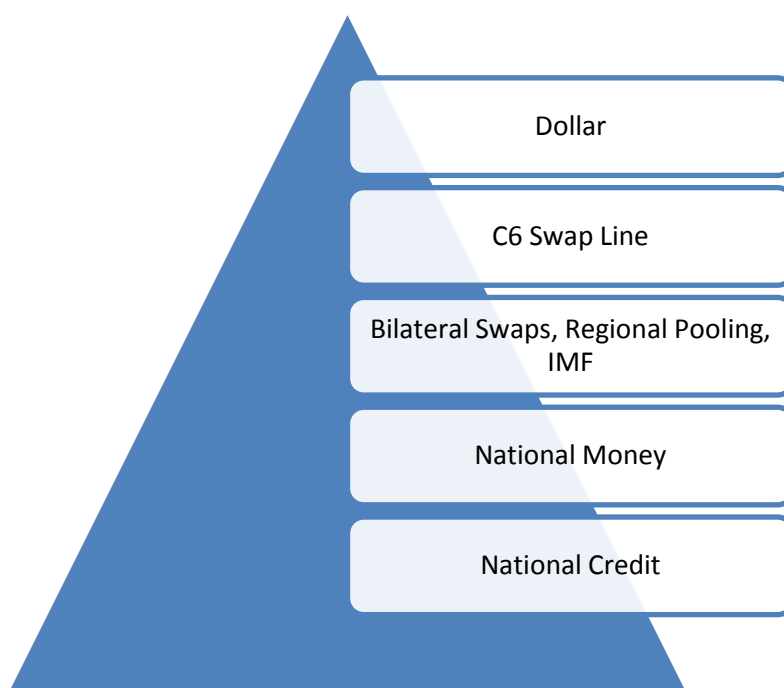 Dollar
C6 Swap Line
Bilateral Swaps, Regional Pooling,
IMF
National Money
National Credit